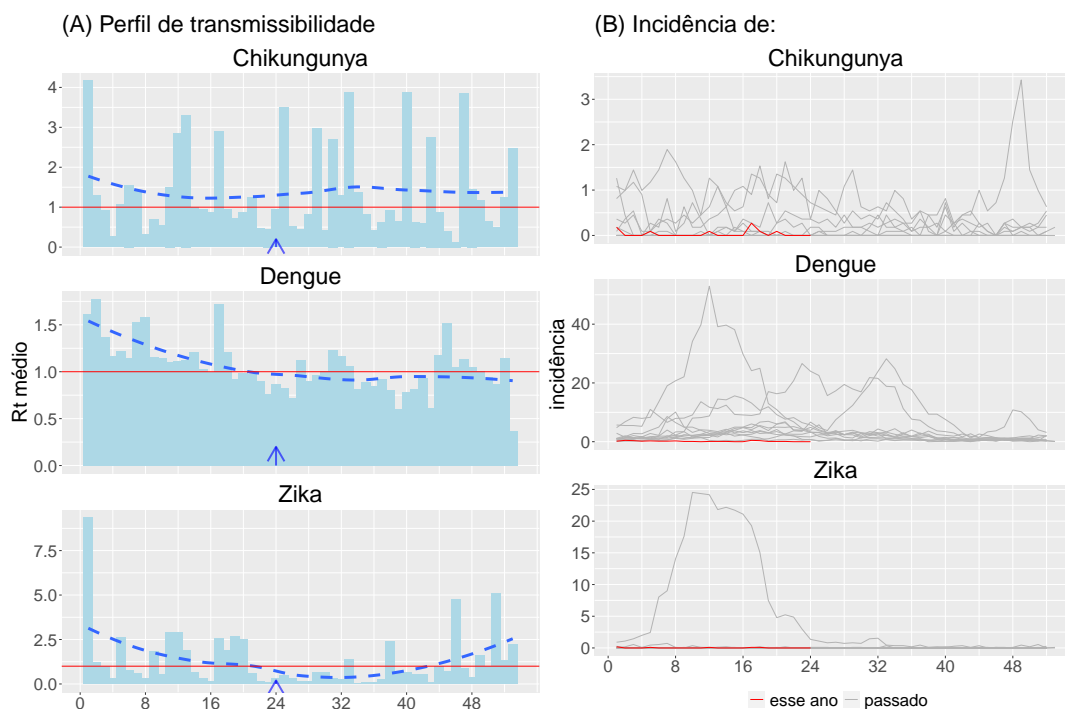 (A) Perfil de transmissibilidade
Chikungunya
4
3
2
1
0
Dengue
1.5
1.0
0.5
0.0
Rt médio
Zika
7.5
5.0
2.5
0.0
0 8 16 24 32 40 48
(B) Incidência de:
Chikungunya
3
2
1
0
Dengue
40
20
0
incidência
Zika
25
20
15
10
5
0
0 8 16 24 32 48
esse ano passado